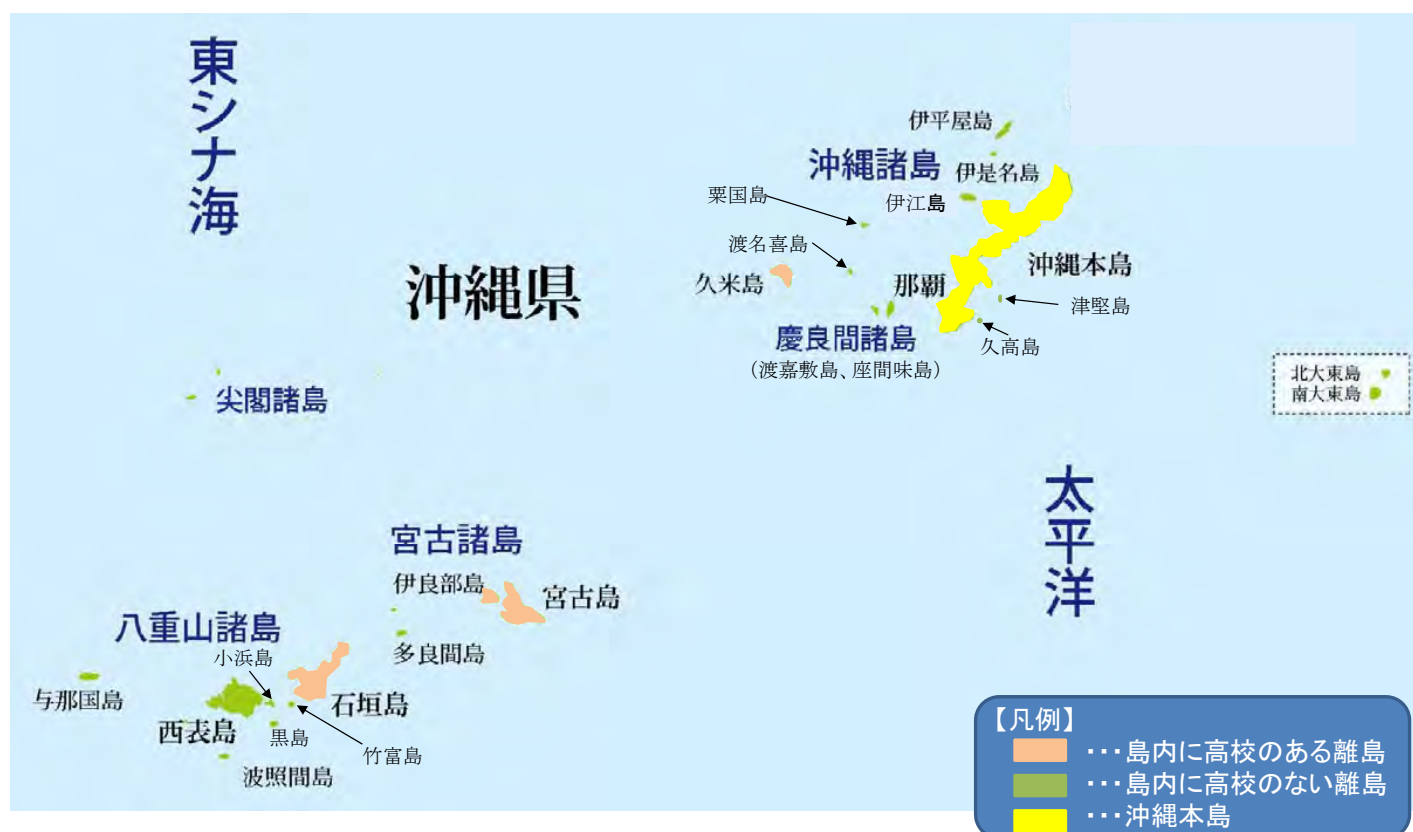 東シナ海
伊平屋島
沖縄諸島
伊是名島
粟国島
伊江島
渡名喜島
沖縄本島
久米島
那覇
津堅島
沖縄県
慶良間諸島
久高島
（渡嘉敷島、座間味島）
北大東島
南大東島
尖閣諸島
太平洋
宮古諸島
伊良部島
宮古島
八重山諸島
小浜島
多良間島
与那国島
石垣島
西表島
黒島
竹富島
波照間島
【凡例】
・・・島内に高校のある離島
・・・島内に高校のない離島
・・・沖縄本島